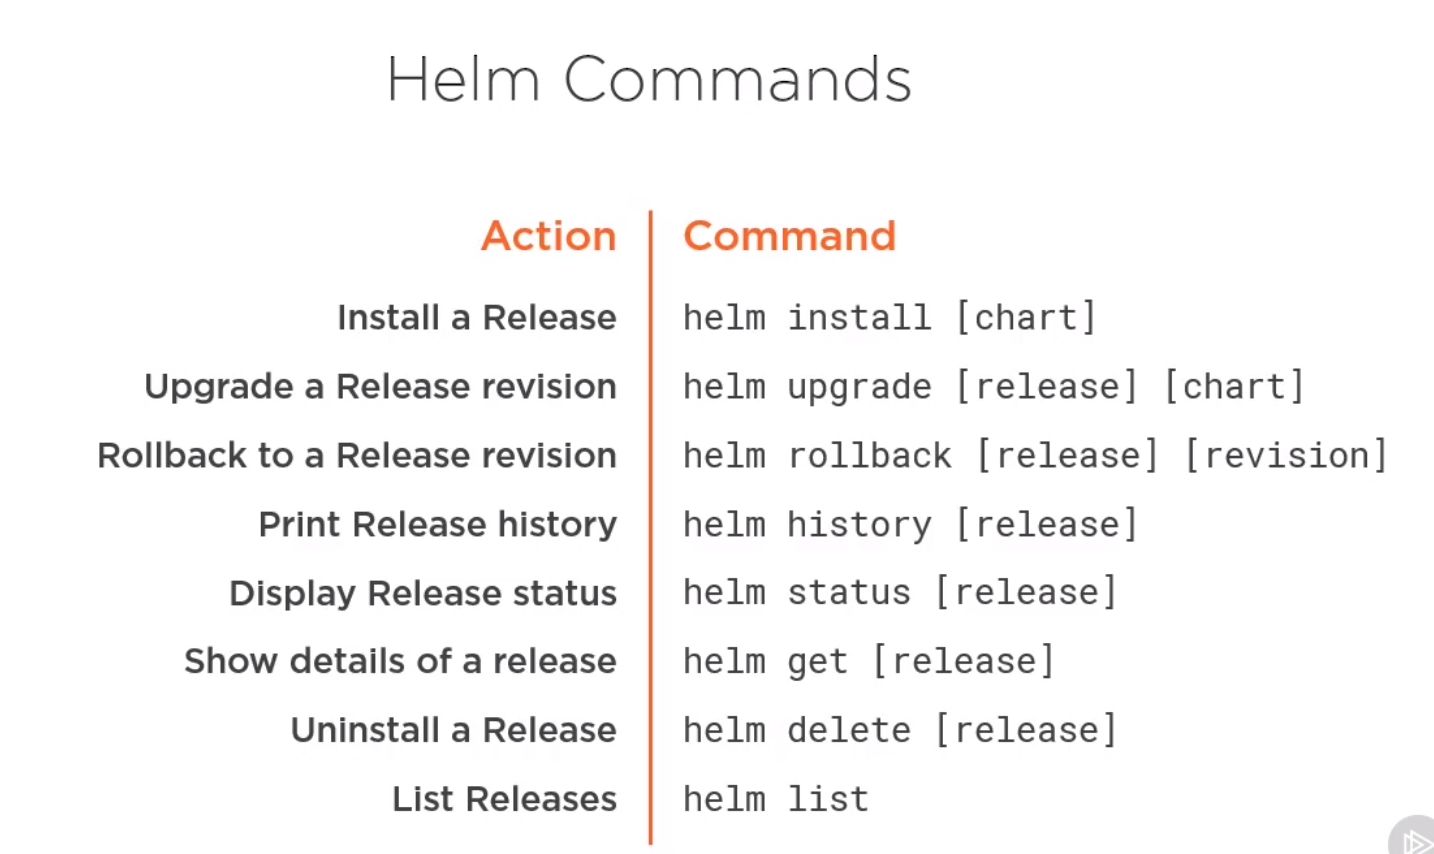 Helm Commands
Action Command
Install a Release helm install [chart]
Upgrade a Release revision helm upgrade [release] [chart]
Rollback to a Release revision helm rollback [release] [revision]
Print Release history helm history [release]
Display Release status helm status [release]
Show details of a release helm get [release]
Uninstall a Release helm delete [release]
List Releases helm list